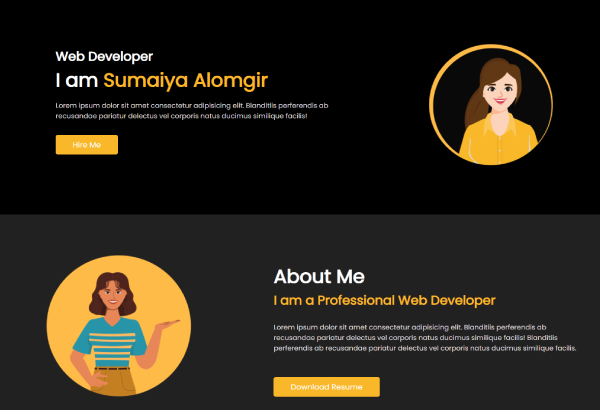 Web Developer
I am Sumaiya Alomgir
Lorem ipsum dolor sit amet consectetur adipisicing elit. Blanditiis perferendis ab
recusandae pariatur delectus vel corporis natus ducimus similique facilis!
Hire Me
About Me
I am a Professional Web Developer
Lorem ipsum dolor sit amet consectetur adipisicing elit. Blanditiis perferendis ab
recusandae pariatur delectus vel corporis natus ducimus similique facilis! Blanditiis
perferendis ab recusandae pariatur delectus vel corporis natus ducimus similique facilis.
Download Resume